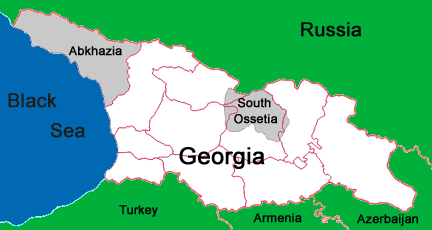 Russia
Abkhazia
Black
Sea
South
Ossetia
Georgia
Turkey
Armenia
Azerbaijan